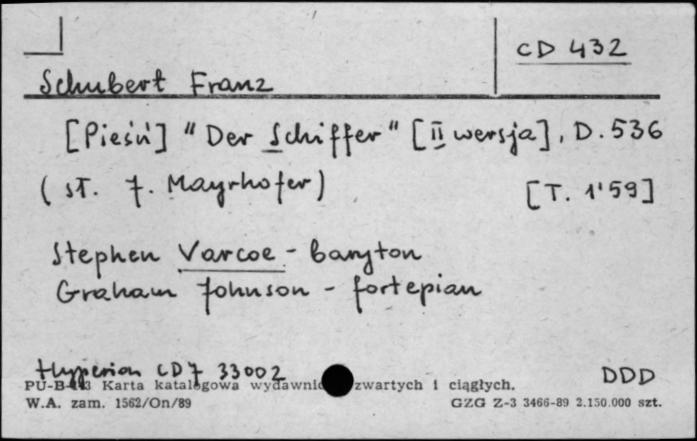 CD 432
Schubert Franz
[Pieśń] "Der Schiffer" [II wersja], D. 536
(sł. J. Mayrhofer) [T. 1'59]
Stephen Varcoe - baryton
Graham Johnson - fortepian
Hyperion CDJ 33002 DDD
Karta katalogowa zwartych i ciągłych.
W.A. zam. 1562/On/89 GZG Z-3 3466-89 2.150.000 szt.